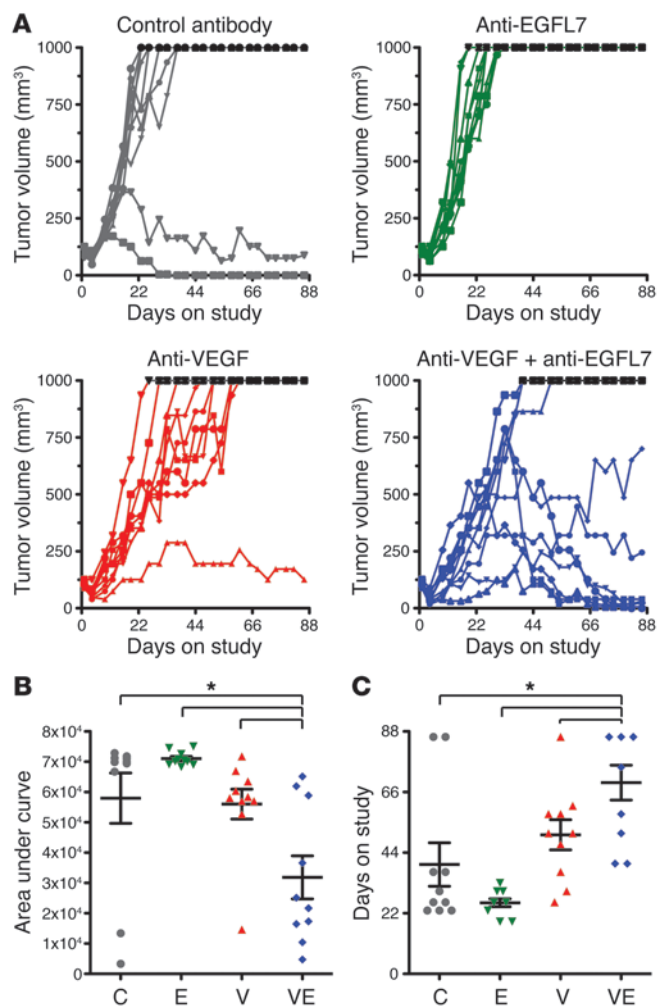 A
Control antibody
Anti-EGFL7
Tumor volume (mm³)
1000
750
500
250
0
0 22 44 66 88
Days on study
Tumor volume (mm³)
1000
750
500
250
0
0 22 44 66 88
Days on study
Anti-VEGF
Anti-VEGF + anti-EGFL7
Tumor volume (mm³)
1000
750
500
250
0
0 22 44 66 88
Days on study
Tumor volume (mm³)
1000
750
500
250
0
0 22 44 66 88
Days on study
B
*
Area under curve
8x10⁴
7x10⁴
6x10⁴
5x10⁴
4x10⁴
3x10⁴
2x10⁴
1x10⁴
0
C E V VE
C
*
Days on study
88
66
44
22
0
C E V VE